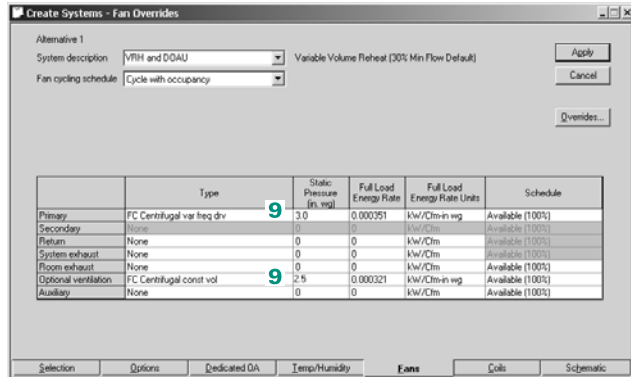 Create Systems - Fan Overrides
Alternative 1
System description VRH and DOAU Variable Volume Reheat (30% Min Flow Default) Apply
Fan cycling schedule Cycle with occupancy Cancel
Overrides...
Type Static Pressure (in. wg) Full Load Energy Rate Full Load Energy Rate Units Schedule
Primary FC Centrifugal var freq drv 9 3.0 0.000351 kW/Cfm-in wg Available (100%)
Secondary None 0 0 kW/Cfm Available (100%)
Return None 0 0 kW/Cfm Available (100%)
System exhaust None 0 0 kW/Cfm Available (100%)
Room exhaust None 0 0 kW/Cfm Available (100%)
Optional ventilation FC Centrifugal const vol 9 2.5 0.000321 kW/Cfm-in wg Available (100%)
Auxiliary None 0 0 kW/Cfm Available (100%)
Selection Options Dedicated OA Temp/Humidity Fans Coils Schematic